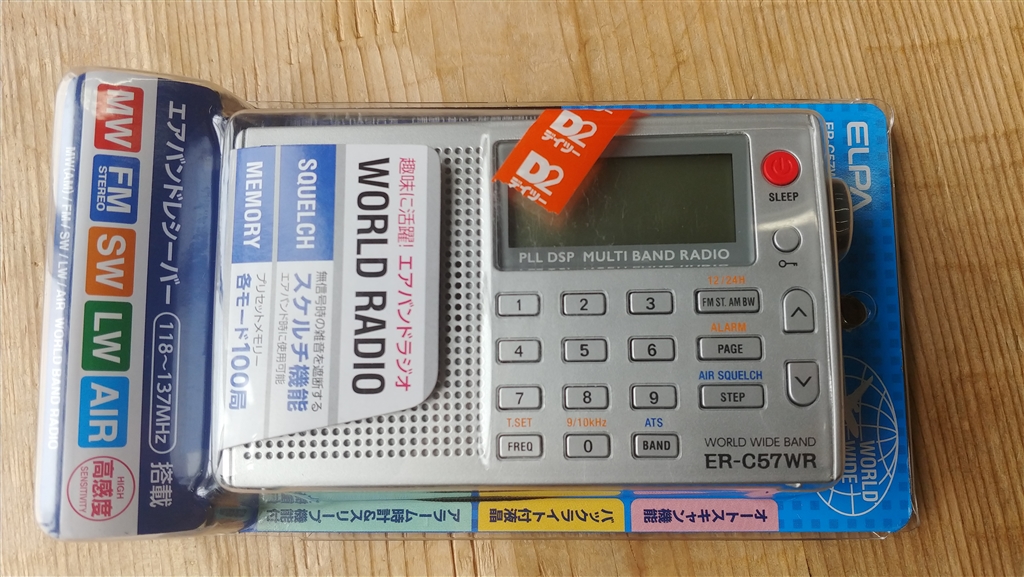 エアバンドレシーバー 118~137MHz 搭載
MW
FM
STEREO
SW
LW
AIR
高感度
HIGH
SENSITIVITY
MW(AM) / FM / SW / LW / AIR WORLD BAND RADIO
趣味に活躍! エアバンドラジオ
WORLD RADIO
SQUELCH
無信号時の雑音を遮断する
スケルチ機能
エアバンド時に使用可能
MEMORY
プリセットメモリー
各モード100局
D2
デイツー
D2
デイツー
PLL DSP MULTI BAND RADIO
SLEEP
1
2
3
12/24H
FM ST. AM BW
4
5
6
ALARM
PAGE
7
8
9
AIR SQUELCH
STEP
T.SET
FREQ
9/10kHz
0
ATS
BAND
WORLD WIDE BAND
ER-C57WR
ELPA
WORLD
WIDE
アラーム時計&スリープ機能付
バックライト付液晶
オートスキャン機能